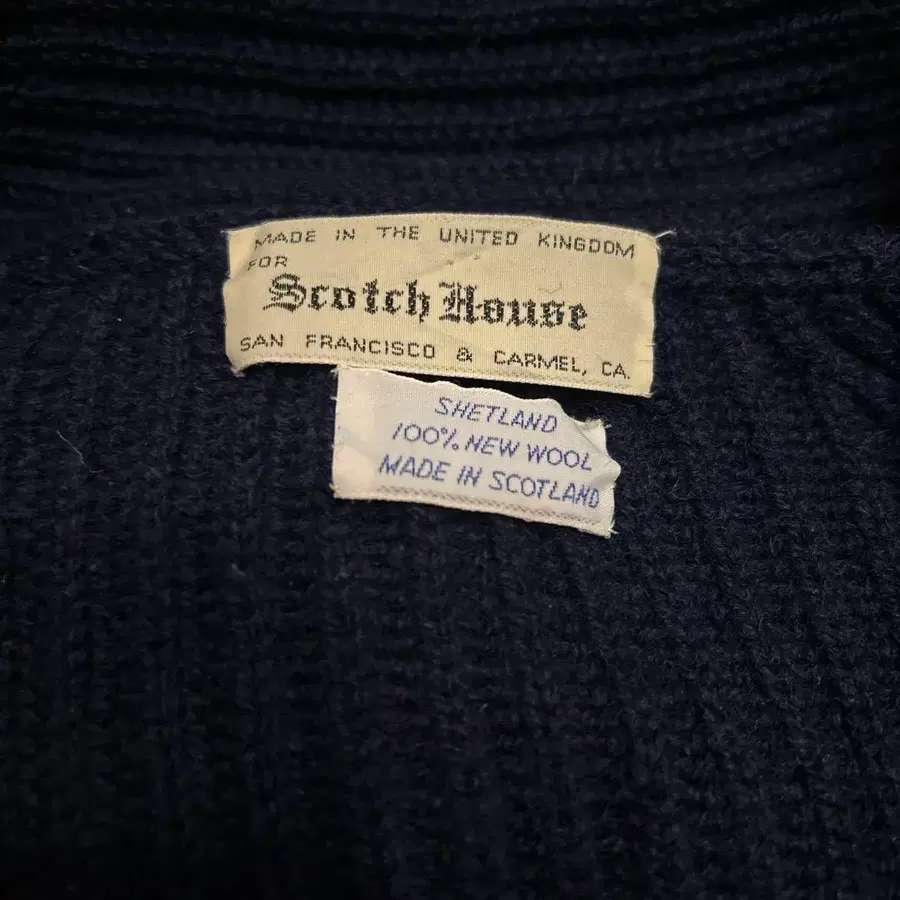 MADE IN THE UNITED KINGDOM
FOR
Scotch House
SAN FRANCISCO & CARMEL, CA.
SHETLAND
100% NEW WOOL
MADE IN SCOTLAND